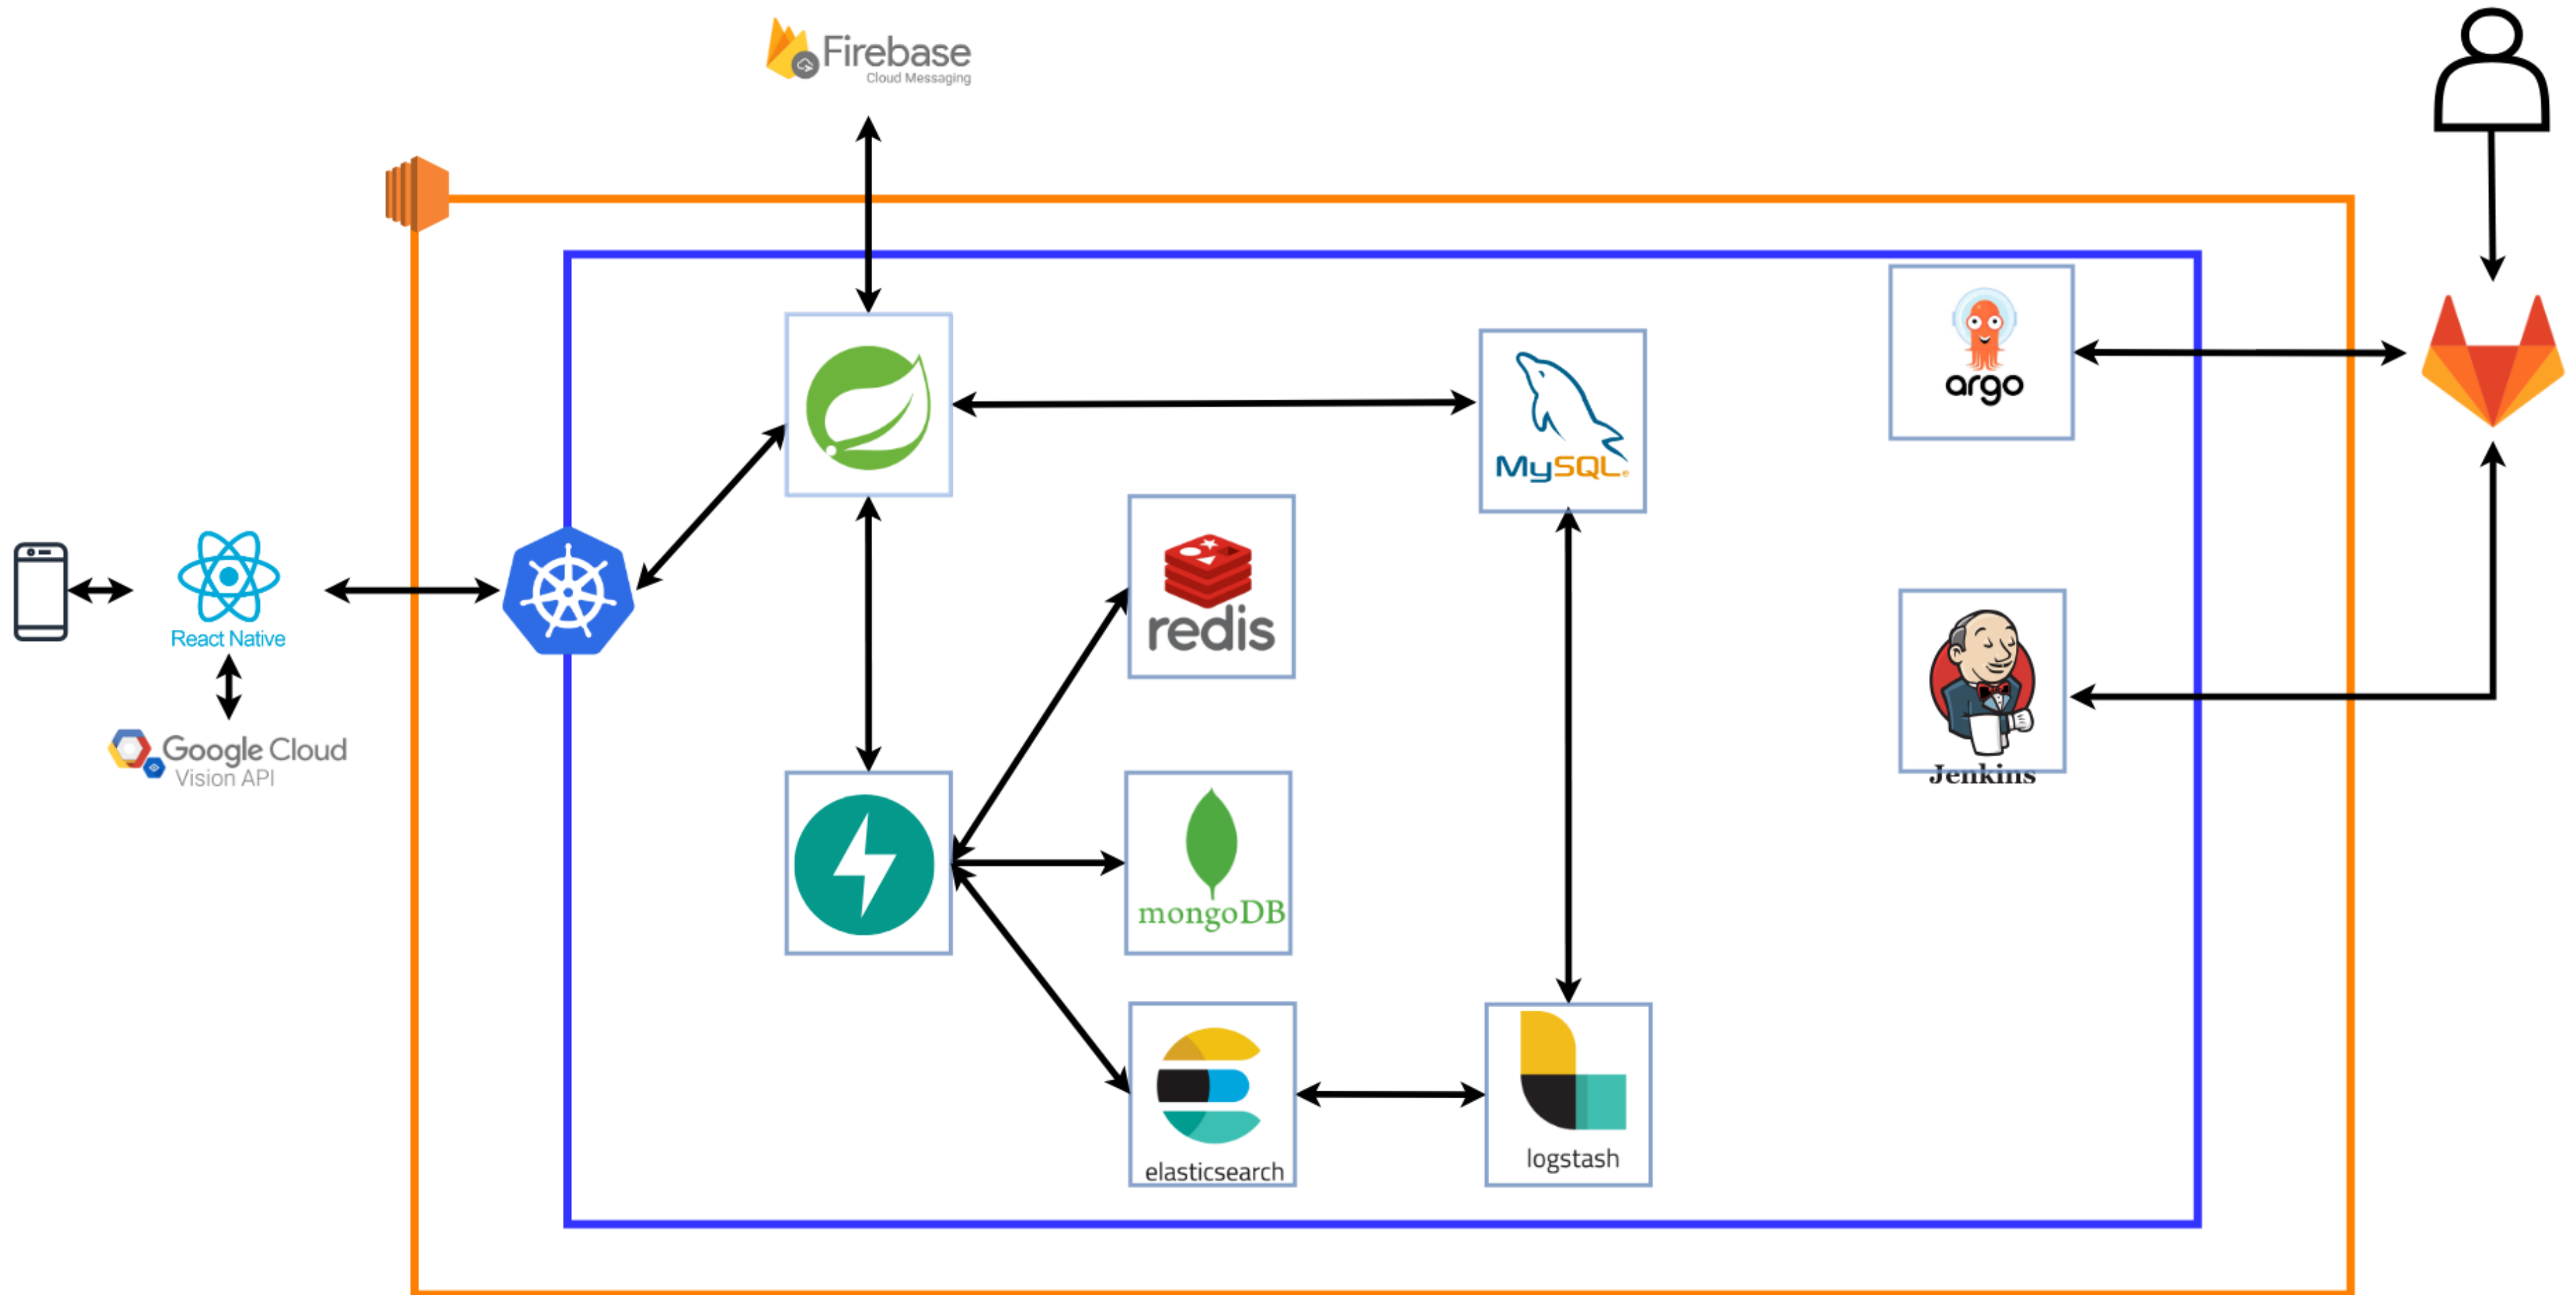 Firebase
Cloud Messaging
argo
MySQL
redis
React Native
Google Cloud
Vision API
Jenkins
mongoDB
elasticsearch
logstash